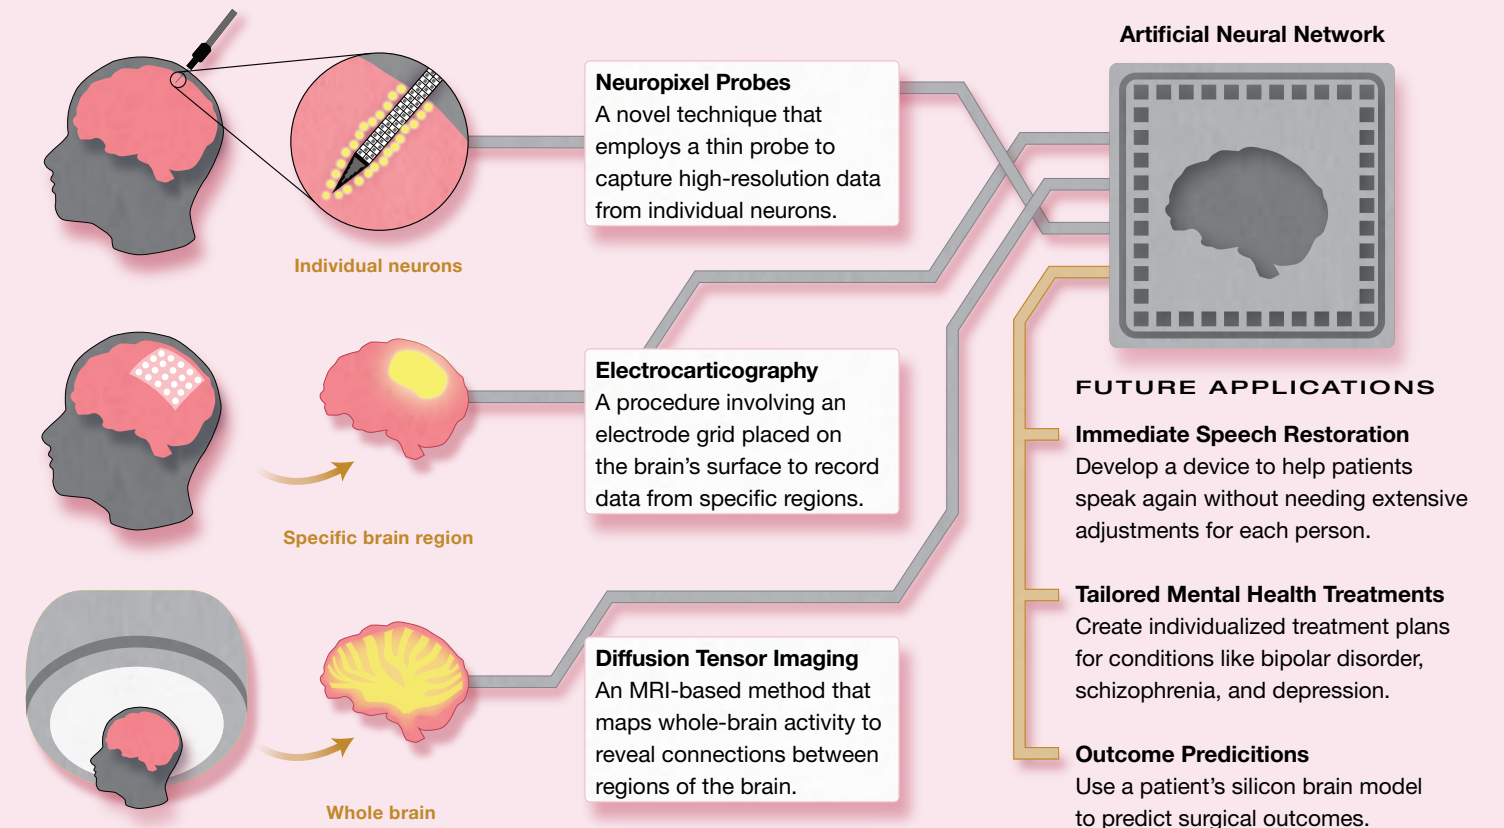 Neuropixel Probes
A novel technique that
employs a thin probe to
capture high-resolution data
from individual neurons.
Individual neurons
Electrocarticography
A procedure involving an
electrode grid placed on
the brain's surface to record
data from specific regions.
Specific brain region
Diffusion Tensor Imaging
An MRI-based method that
maps whole-brain activity to
reveal connections between
regions of the brain.
Whole brain
Artificial Neural Network
FUTURE APPLICATIONS
Immediate Speech Restoration
Develop a device to help patients
speak again without needing extensive
adjustments for each person.
Tailored Mental Health Treatments
Create individualized treatment plans
for conditions like bipolar disorder,
schizophrenia, and depression.
Outcome Predicitions
Use a patient's silicon brain model
to predict surgical outcomes.